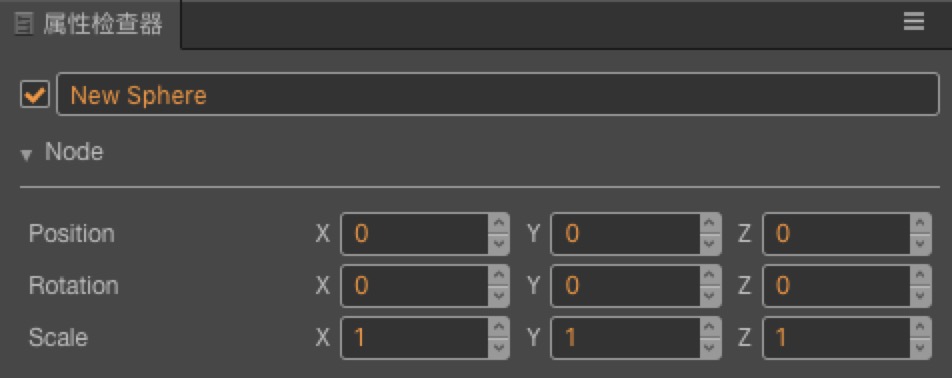 属性检查器
New Sphere
Node
Position X 0 Y 0 Z 0
Rotation X 0 Y 0 Z 0
Scale X 1 Y 1 Z 1